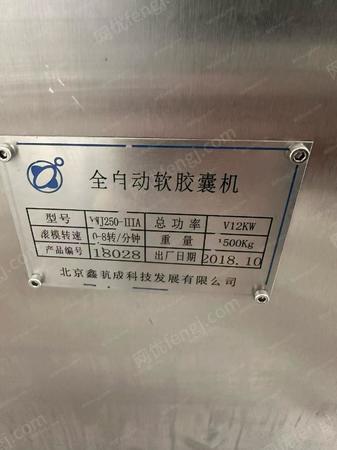 全自动软胶囊机
型号 YWJ250-IIIA 总功率 V12KW
滚模转速 0-8转/分钟 重量 1500Kg
产品编号 18028 出厂日期 2018.10
北京鑫航成科技发展有限公司